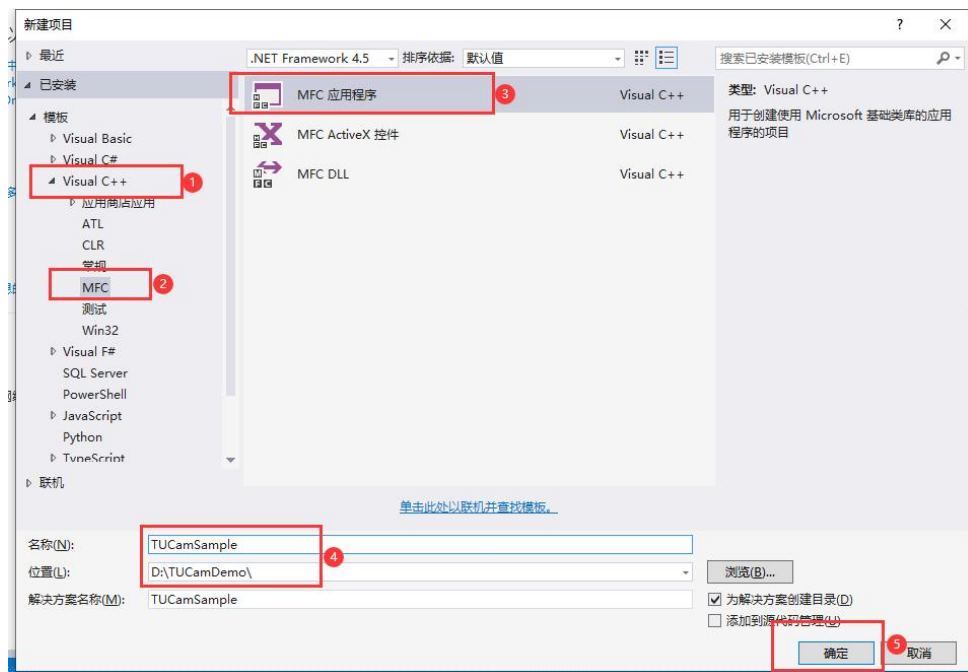 新建项目
? ×
最近
.NET Framework 4.5 排序依据: 默认值
搜索已安装模板(Ctrl+E)
已安装
MFC 应用程序 3 Visual C++
类型: Visual C++
用于创建使用 Microsoft 基础类库的应用
程序的项目
模板
Visual Basic
MFC ActiveX 控件 Visual C++
Visual C#
MFC DLL Visual C++
Visual C++ 1
应用商店应用
ATL
CLR
常规
MFC 2
测试
Win32
Visual F#
SQL Server
PowerShell
JavaScript
Python
TypeScript
联机
单击此处以联机并查找模板。
名称(N): TUCamSample
4
位置(L): D:\TUCamDemo\ 浏览(B)...
解决方案名称(M): TUCamSample
为解决方案创建目录(D)
添加到源代码管理(U)
确定 5 取消